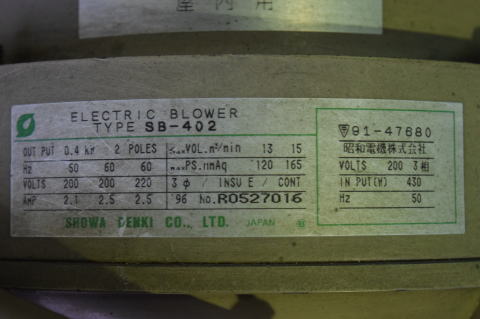 屋内用
ELECTRIC BLOWER
TYPE SB-402
OUT PUT 0.4 kW 2 POLES
Hz 50 60 60
VOLTS 200 200 220
AMP 2.1 2.5 2.5
VOL.m³/min 13 15
PS.mmAq 120 165
3φ / INSU E / CONT
'96 No.R0527016
SHOWA DENKI CO., LTD. JAPAN
91-47680
昭和電機株式会社
VOLTS 200 3相
IN PUT(W) 430
Hz 50